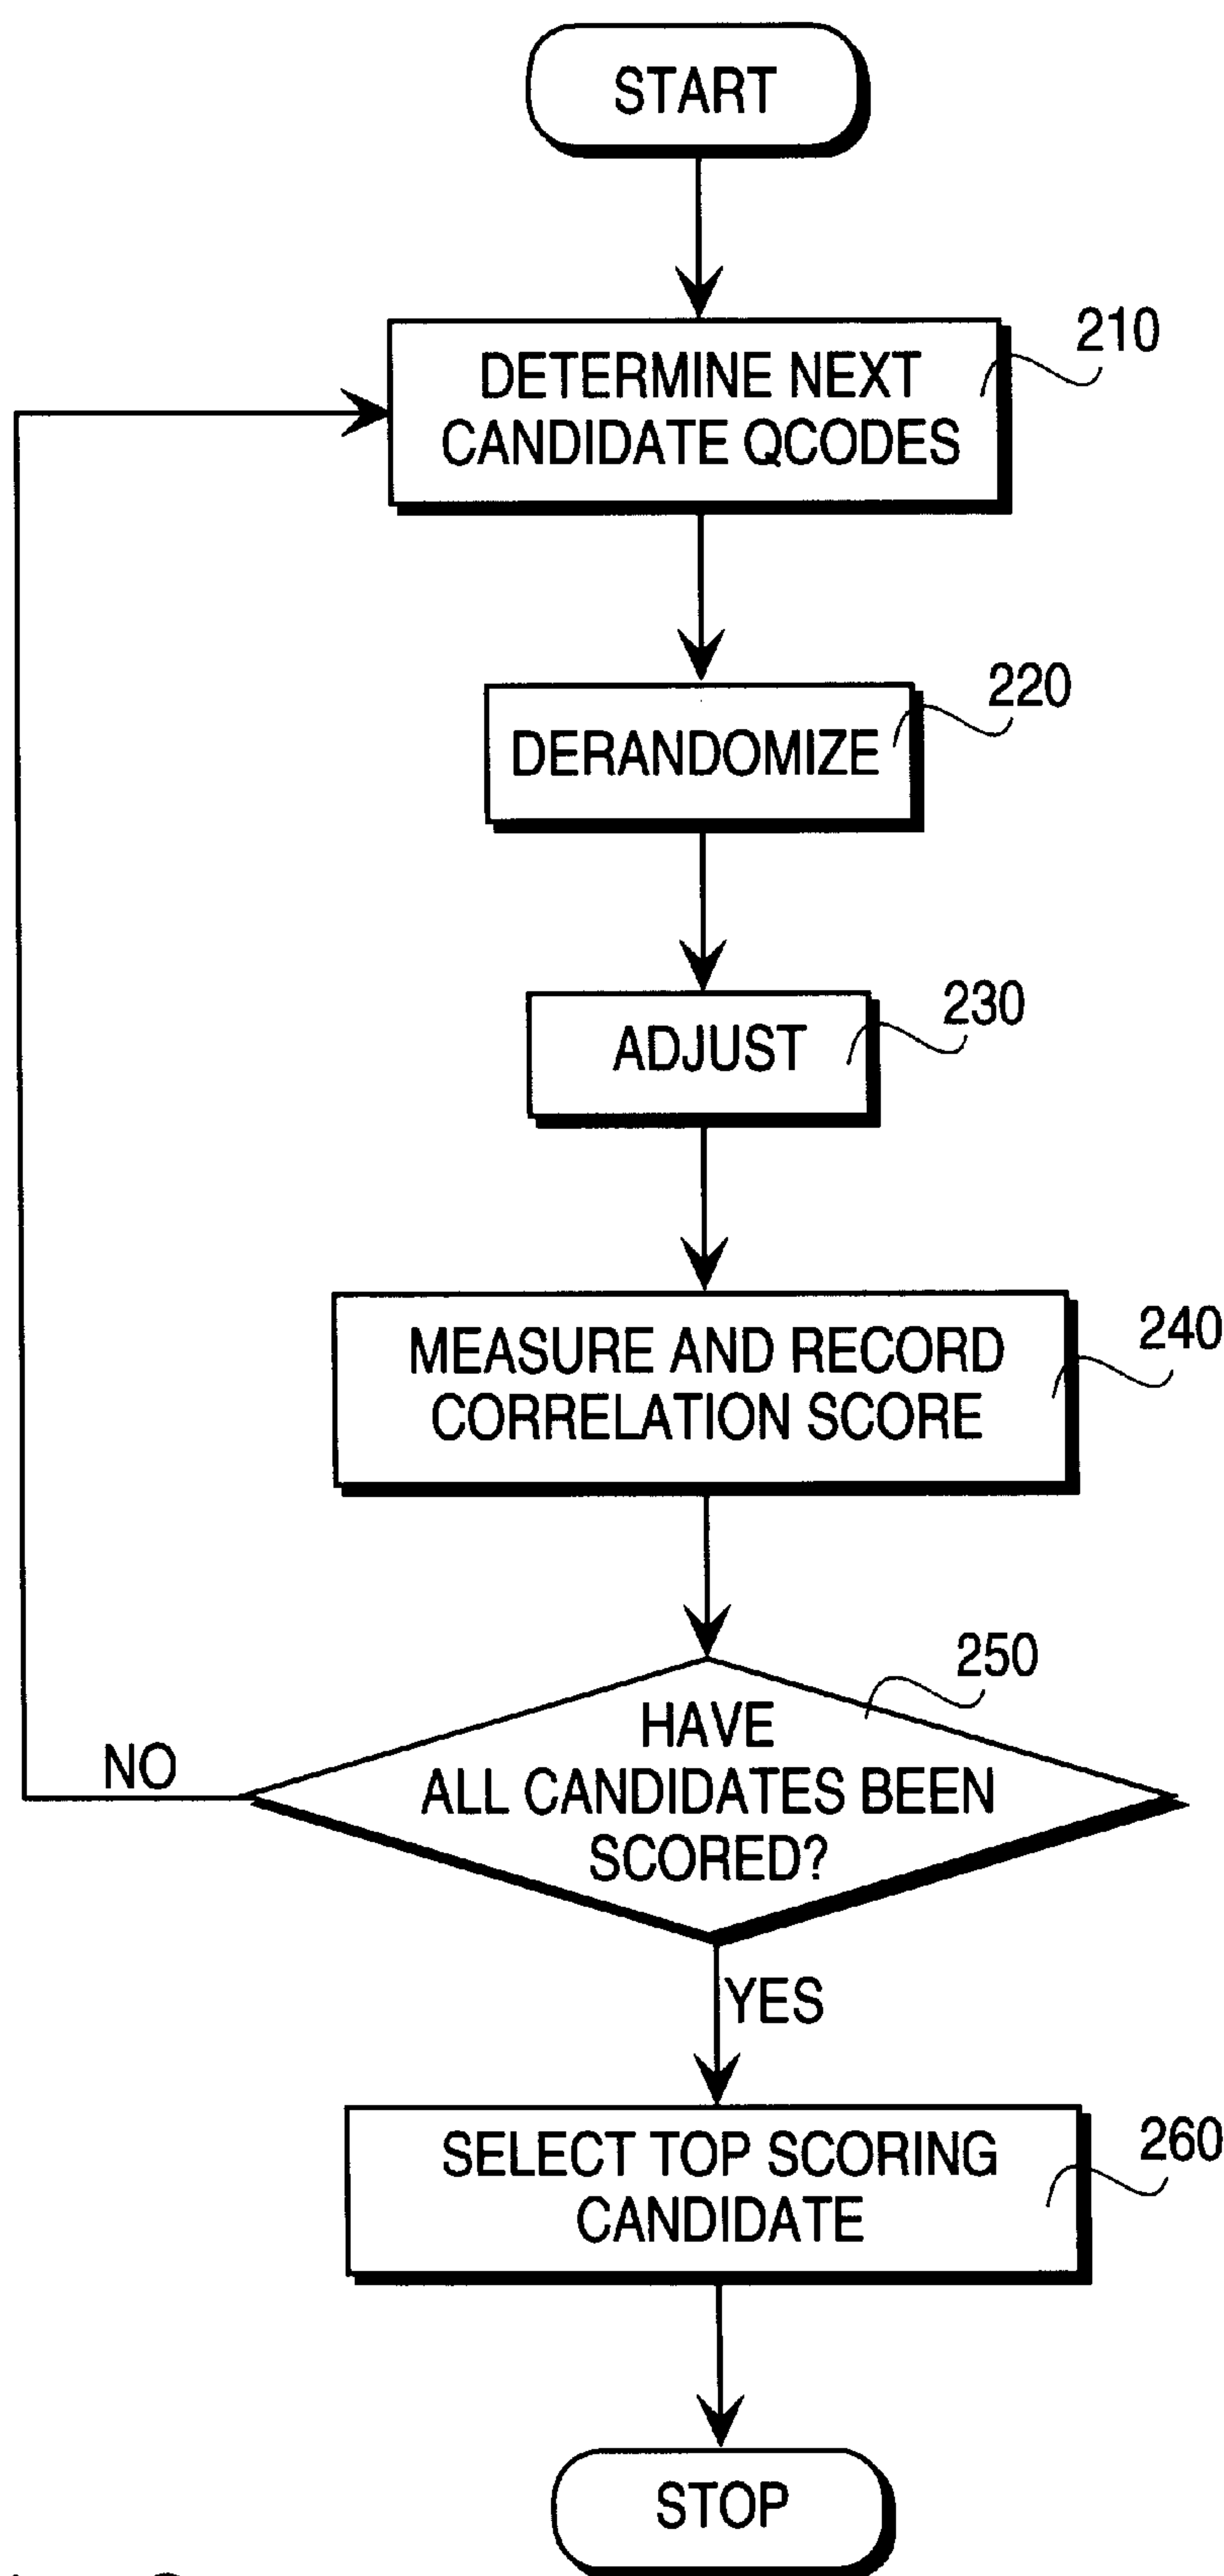 START
210
DETERMINE NEXT
CANDIDATE QCODES
220
DERANDOMIZE
230
ADJUST
240
MEASURE AND RECORD
CORRELATION SCORE
250
HAVE
ALL CANDIDATES BEEN
SCORED?
NO
YES
260
SELECT TOP SCORING
CANDIDATE
STOP